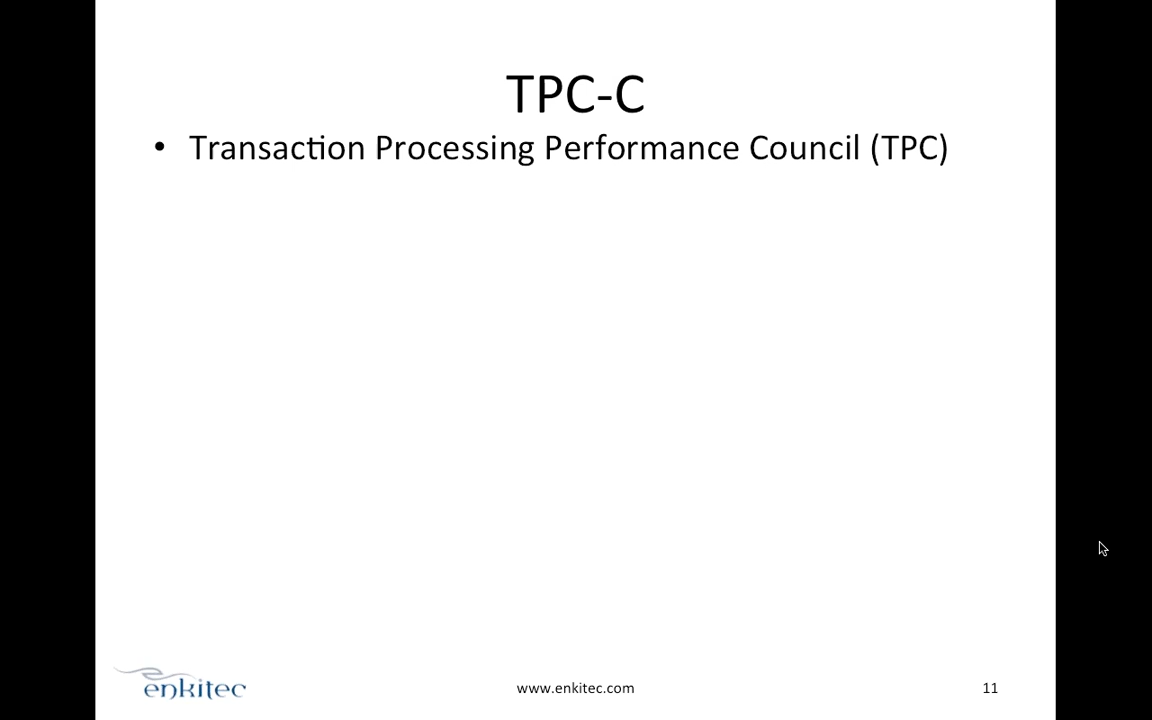 TPC-C
• Transaction Processing Performance Council (TPC)
enkitec
www.enkitec.com
11